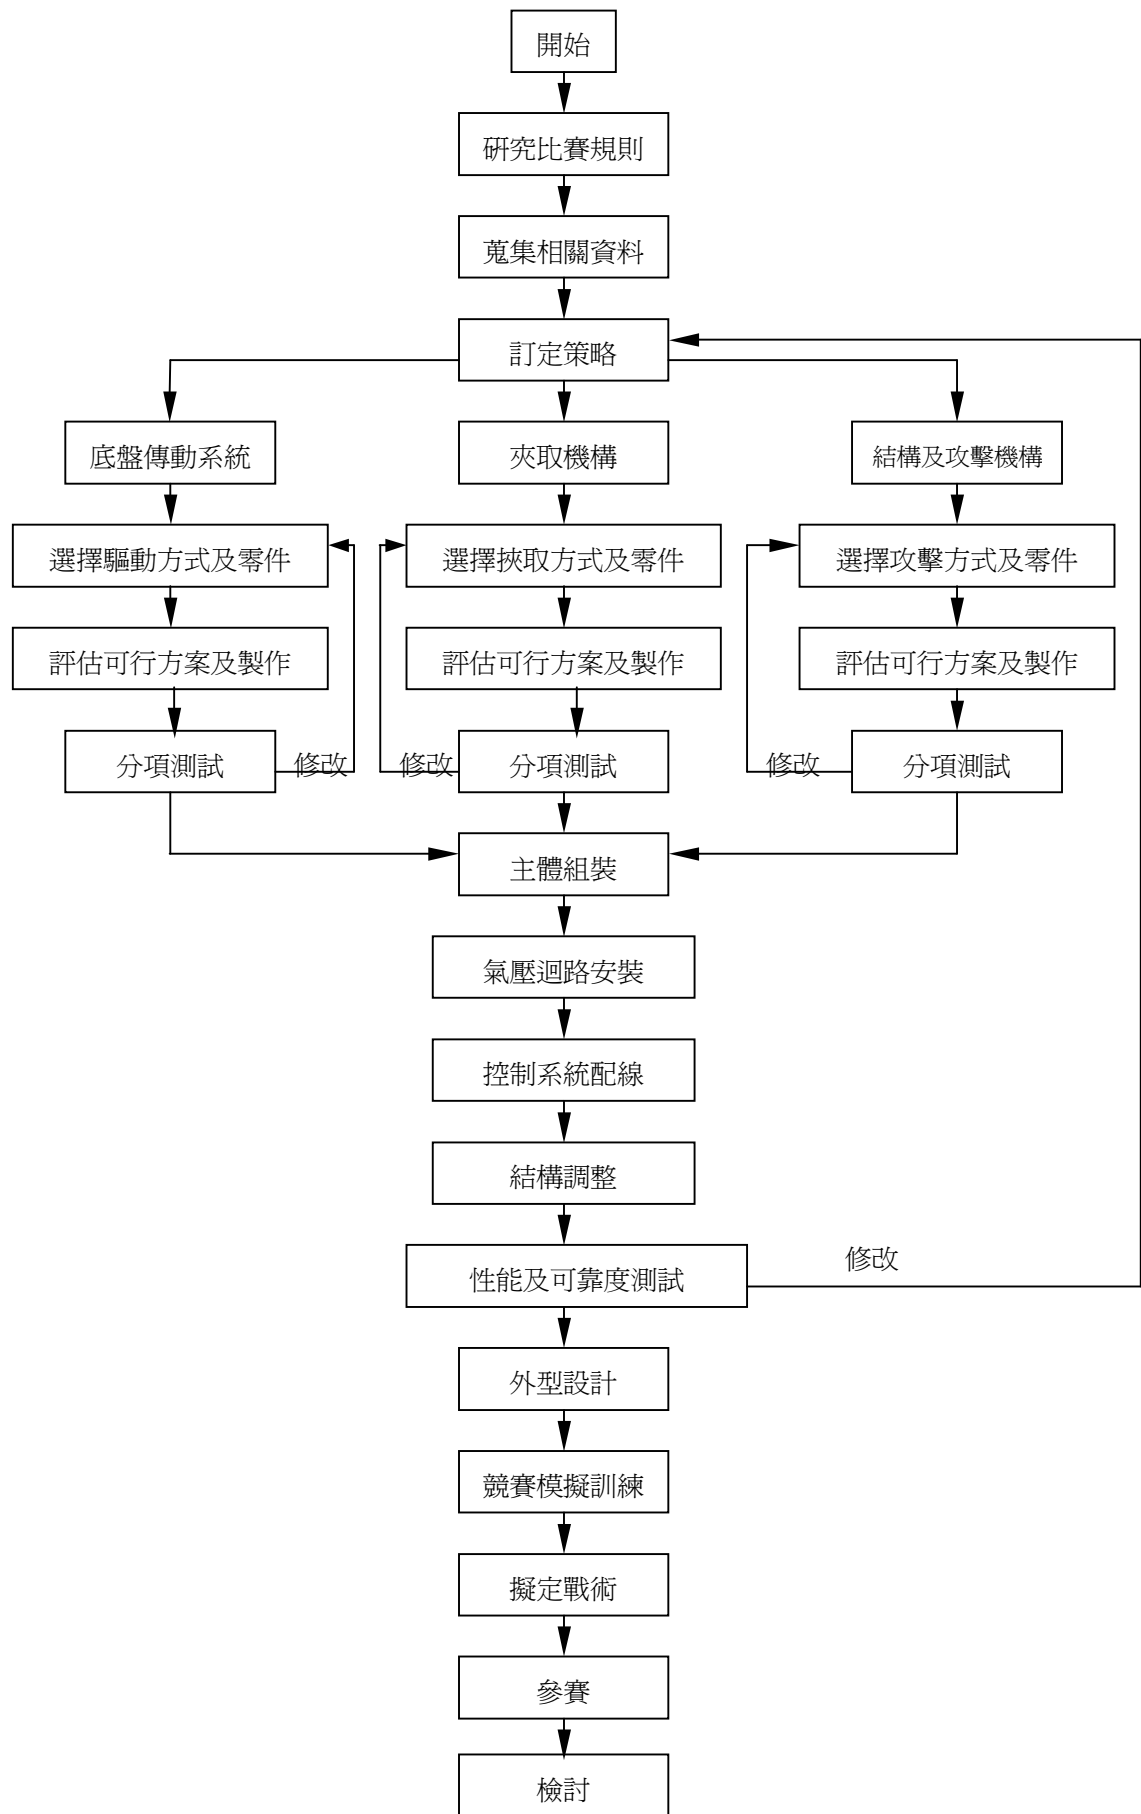 開始
研究比賽規則
蒐集相關資料
訂定策略
底盤傳動系統
夾取機構
結構及攻擊機構
選擇驅動方式及零件
選擇挾取方式及零件
選擇攻擊方式及零件
評估可行方案及製作
評估可行方案及製作
評估可行方案及製作
分項測試
修改
修改
分項測試
修改
分項測試
主體組裝
氣壓迴路安裝
控制系統配線
結構調整
性能及可靠度測試
修改
外型設計
競賽模擬訓練
擬定戰術
參賽
檢討